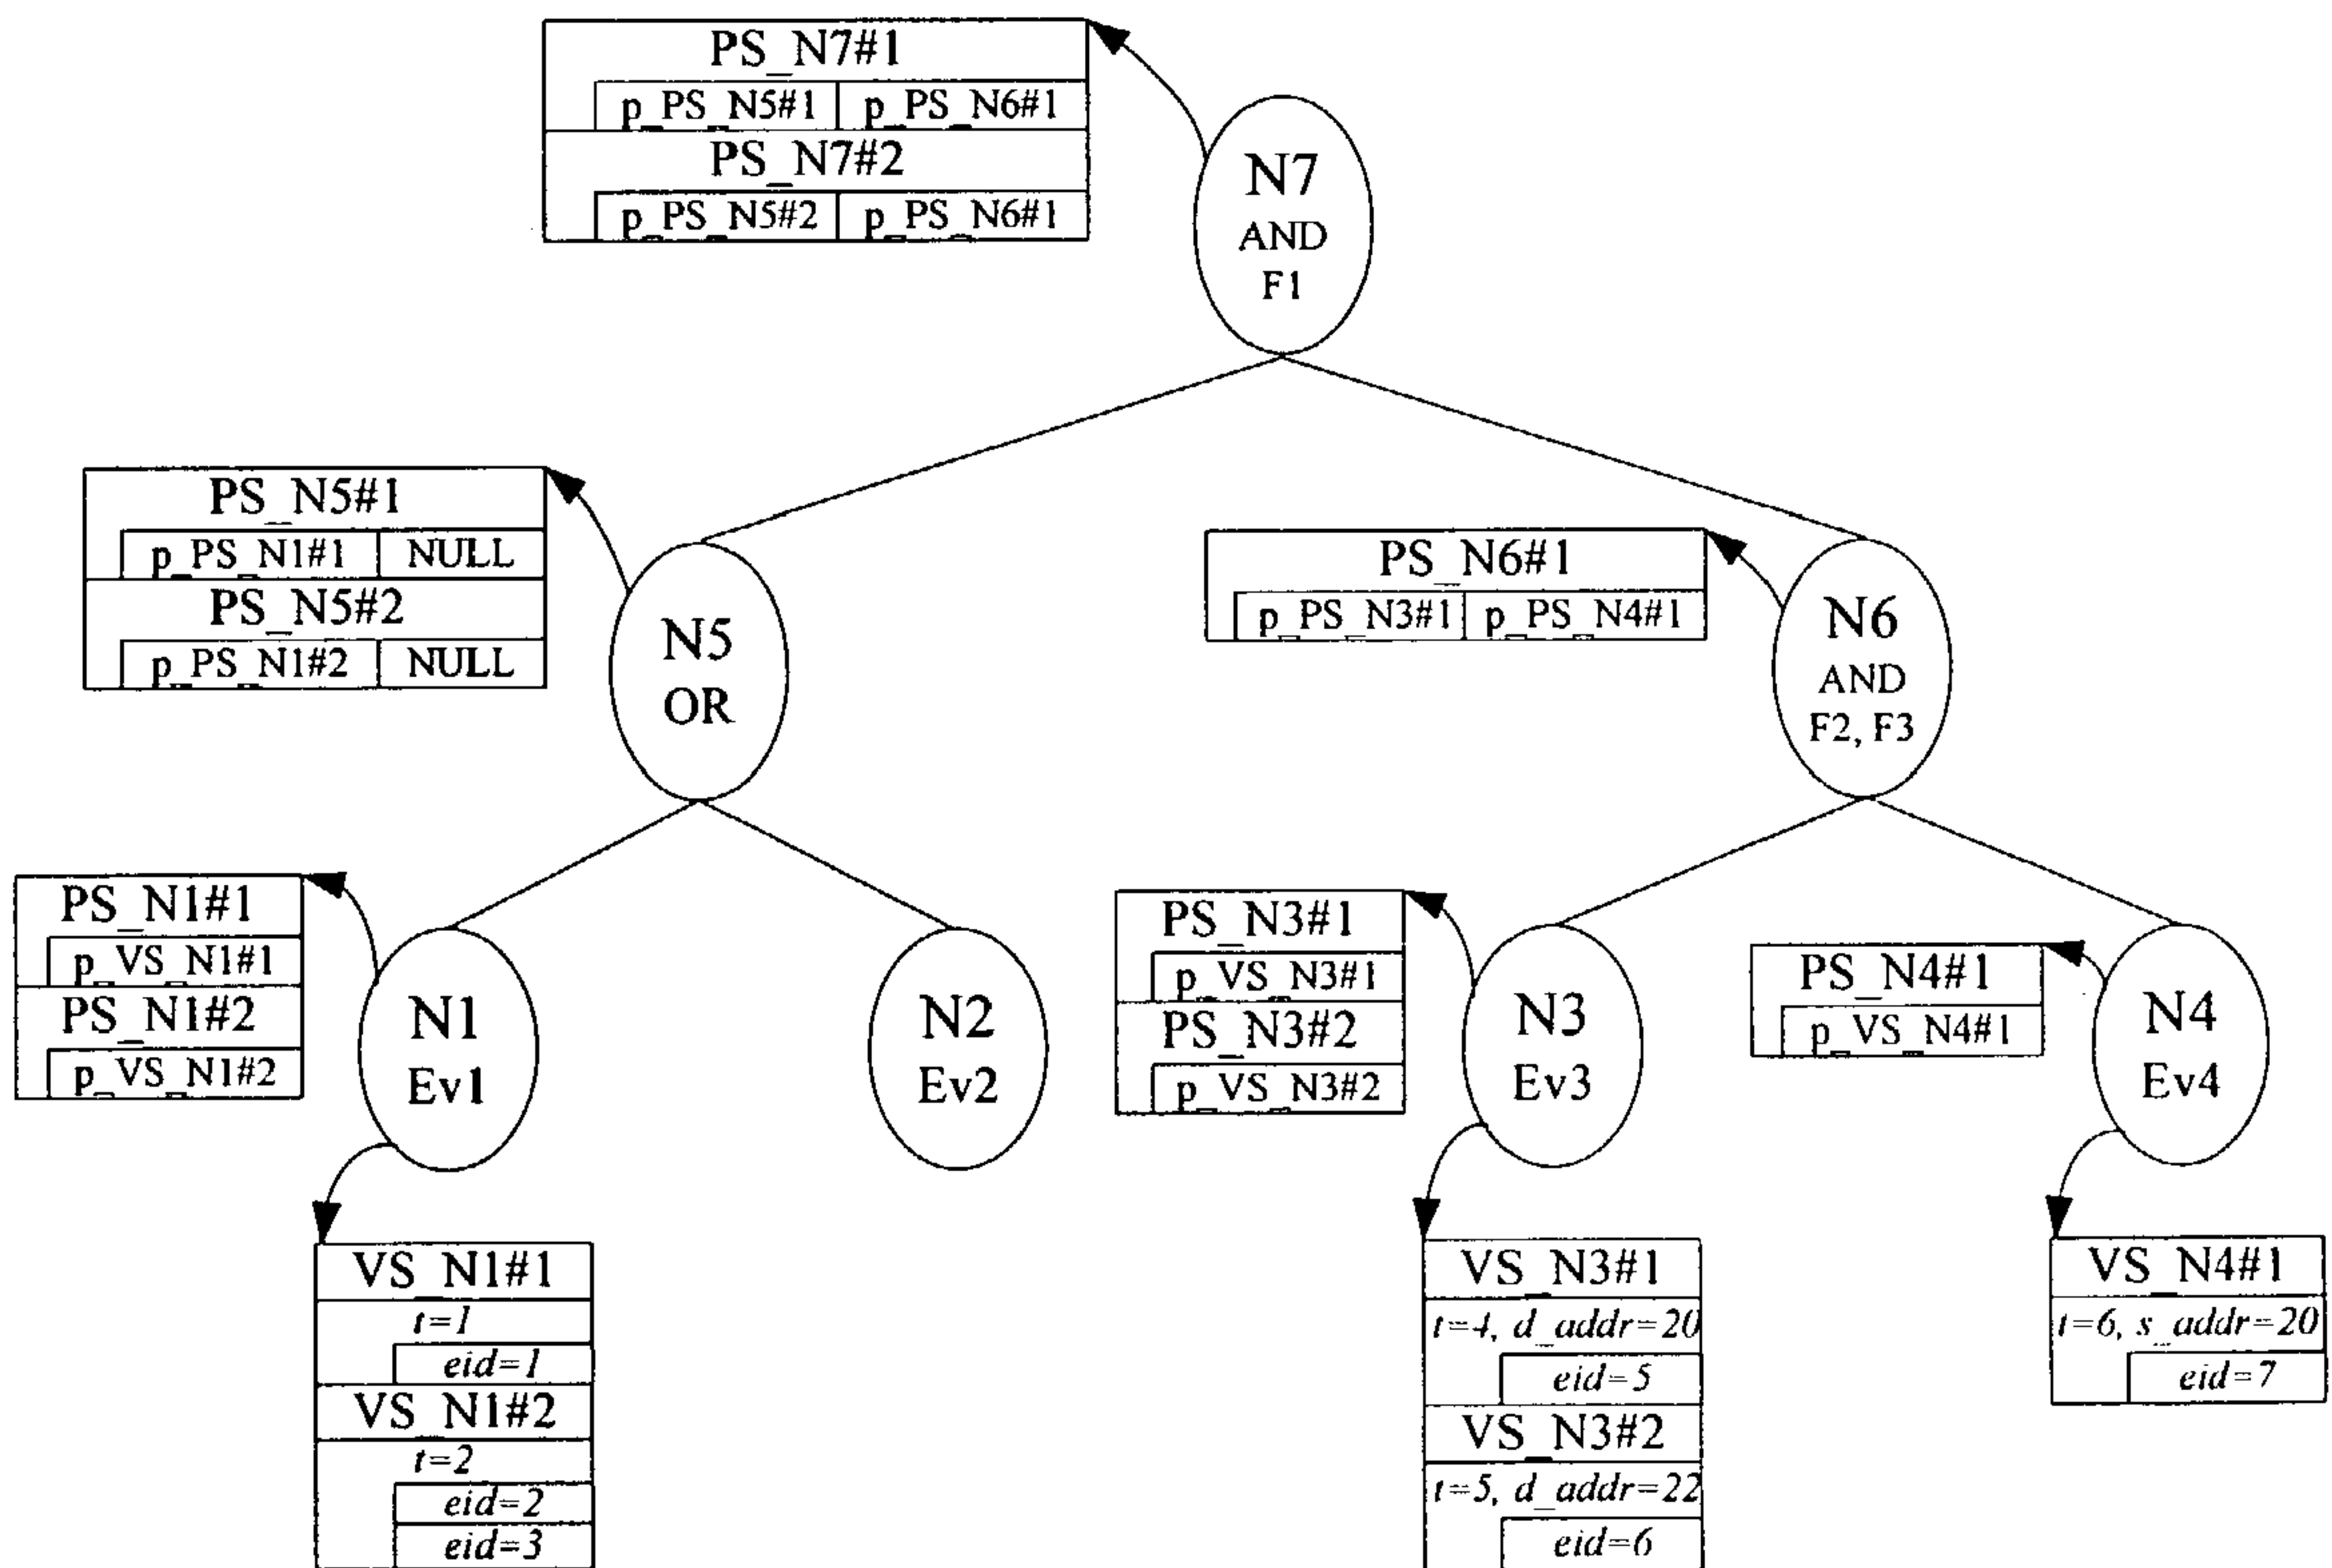 PS_N7#1
p_PS_N5#1 p_PS_N6#1
PS_N7#2
p_PS_N5#2 p_PS_N6#1
N7
AND
F1
PS_N5#1
p_PS_N1#1 NULL
PS_N5#2
p_PS_N1#2 NULL
N5
OR
PS_N6#1
p_PS_N3#1 p_PS_N4#1
N6
AND
F2, F3
PS_N1#1
p_VS_N1#1
PS_N1#2
p_VS_N1#2
N1
Ev1
N2
Ev2
PS_N3#1
p_VS_N3#1
PS_N3#2
p_VS_N3#2
N3
Ev3
PS_N4#1
p_VS_N4#1
N4
Ev4
VS_N1#1
t=1
eid=1
VS_N1#2
t=2
eid=2
eid=3
VS_N3#1
t=4, d_addr=20
eid=5
VS_N3#2
t=5, d_addr=22
eid=6
VS_N4#1
t=6, s_addr=20
eid=7